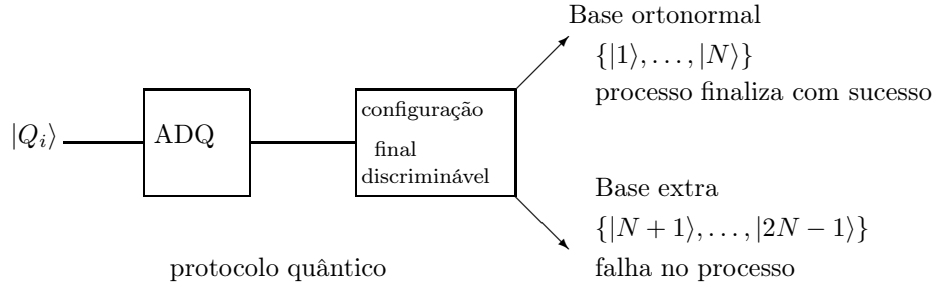 Base ortonormal
{|1⟩, . . . , |N⟩}
processo finaliza com sucesso
|Qᵢ⟩
ADQ
configuração
final
discriminável
Base extra
{|N + 1⟩, . . . , |2N − 1⟩}
falha no processo
protocolo quântico